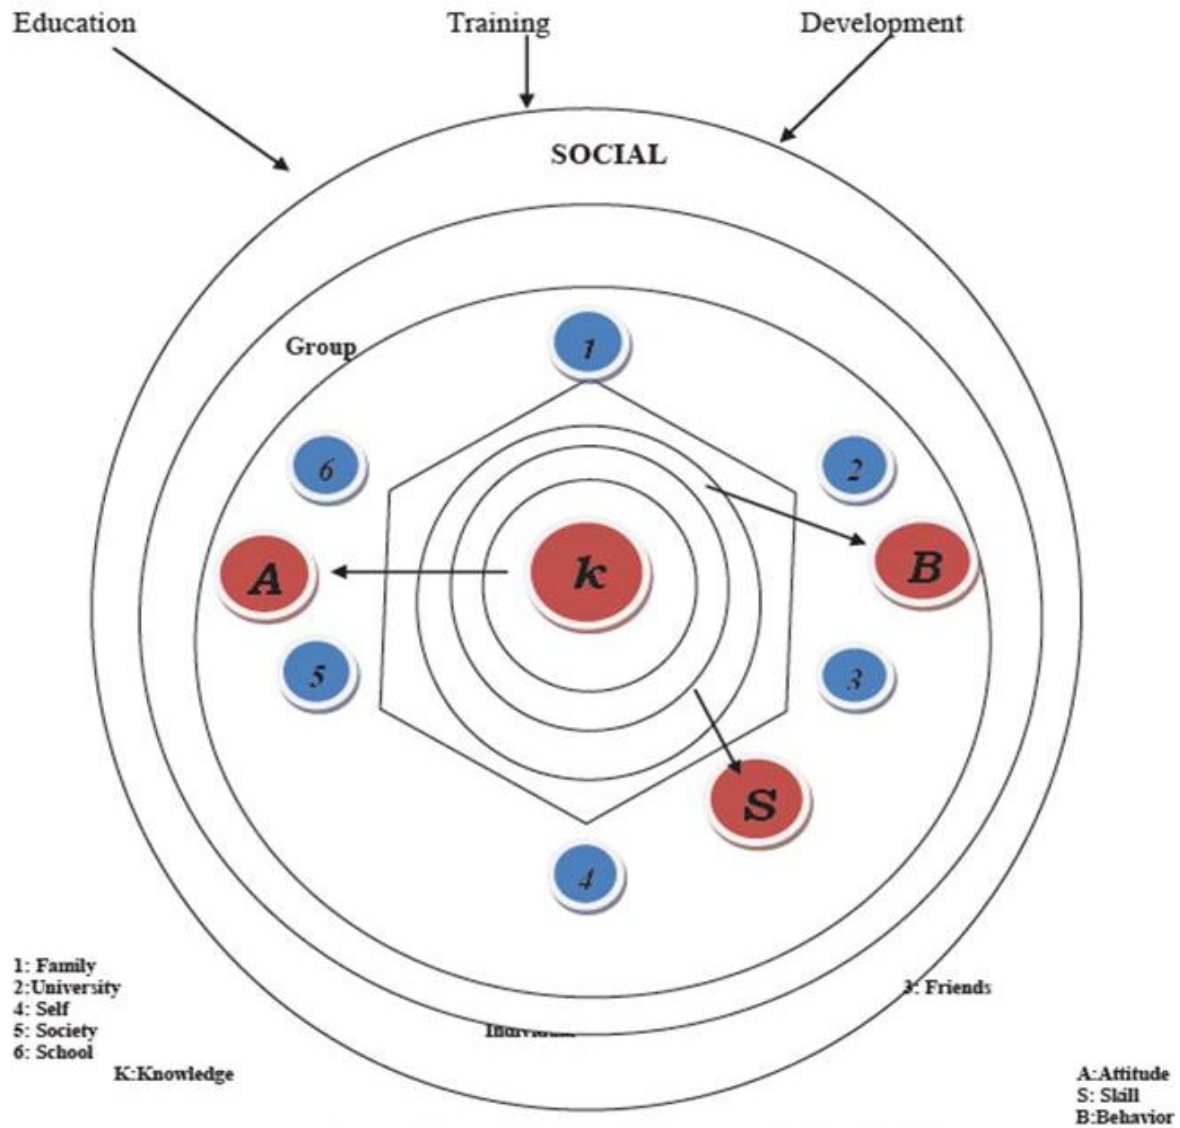 Education Training Development
SOCIAL
1
Group
6 2
A k B
5 3
S
4
1: Family
2:University 3: Friends
4: Self
5: Society
6: School
K:Knowledge A:Attitude
S: Skill
B:Behavior